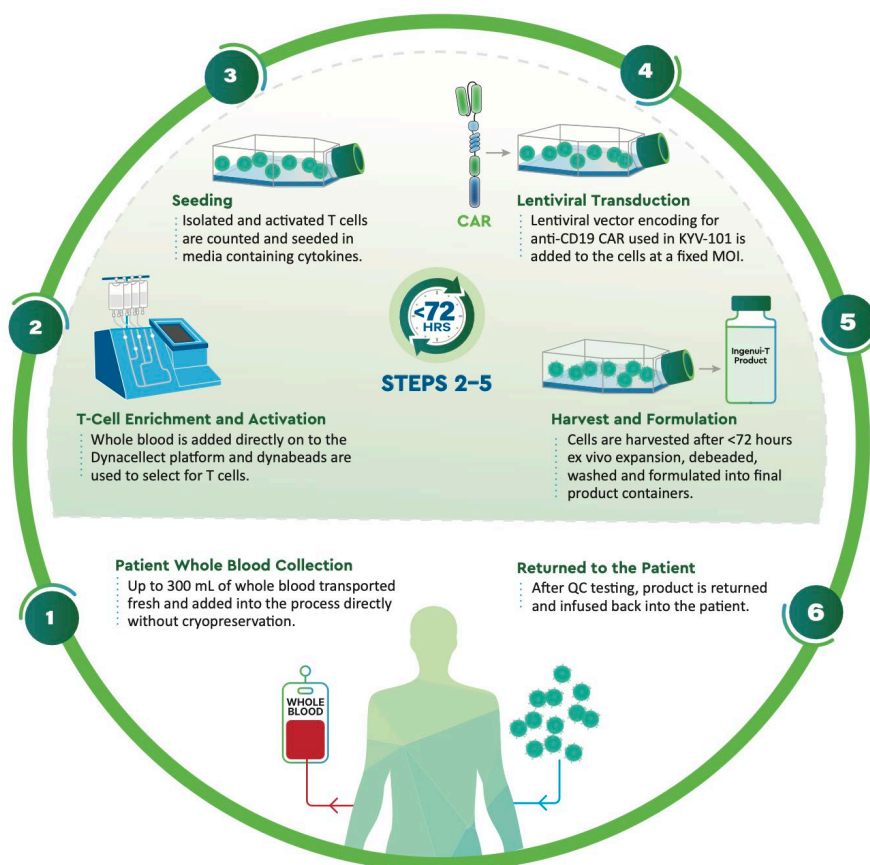 1
Patient Whole Blood Collection
Up to 300 mL of whole blood transported
fresh and added into the process directly
without cryopreservation.
WHOLE
BLOOD
2
T-Cell Enrichment and Activation
Whole blood is added directly on to the
Dynacellect platform and dynabeads are
used to select for T cells.
3
Seeding
Isolated and activated T cells
are counted and seeded in
media containing cytokines.
4
CAR
Lentiviral Transduction
Lentiviral vector encoding for
anti-CD19 CAR used in KYV-101 is
added to the cells at a fixed MOI.
<72
HRS
STEPS 2–5
5
Ingenui-T
Product
Harvest and Formulation
Cells are harvested after <72 hours
ex vivo expansion, debeaded,
washed and formulated into final
product containers.
6
Returned to the Patient
After QC testing, product is returned
and infused back into the patient.